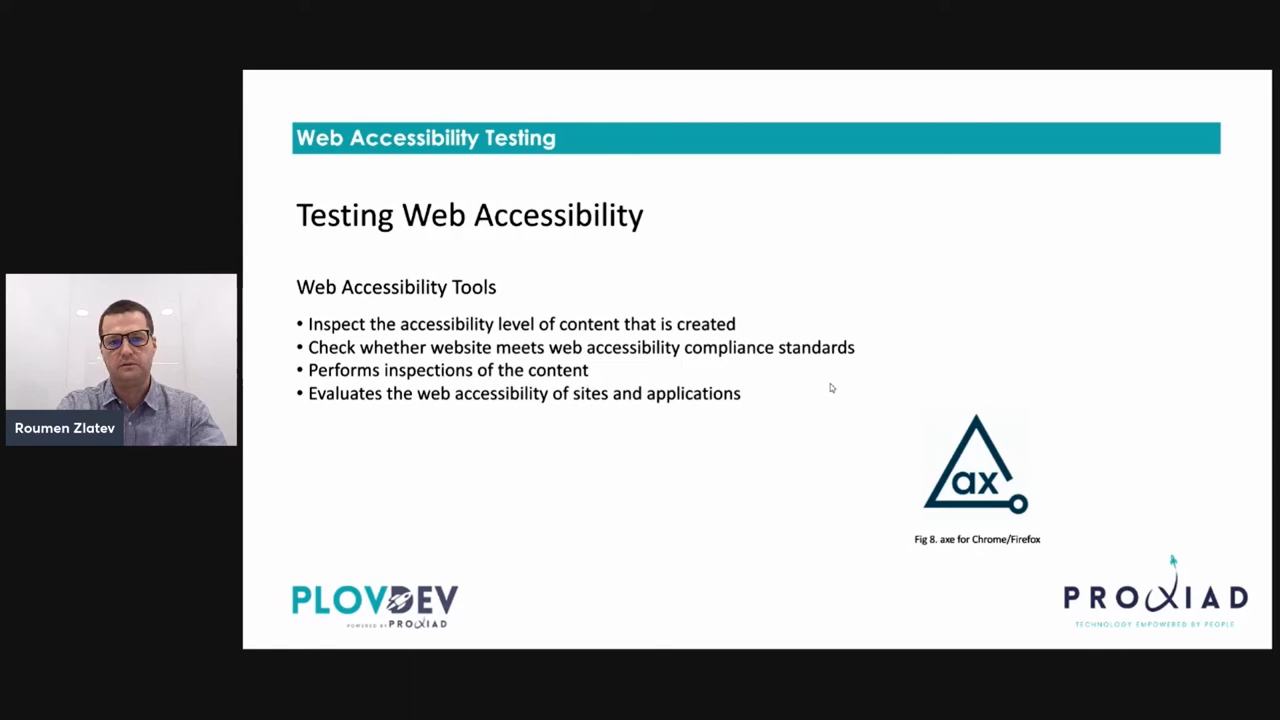 Web Accessibility Testing
Testing Web Accessibility
Web Accessibility Tools
• Inspect the accessibility level of content that is created
• Check whether website meets web accessibility compliance standards
• Performs inspections of the content
• Evaluates the web accessibility of sites and applications
Roumen Zlatev
ax
Fig 8. axe for Chrome/Firefox
PLOVDEV
POWERED BY PROXIAD
PROXIAD
TECHNOLOGY EMPOWERED BY PEOPLE